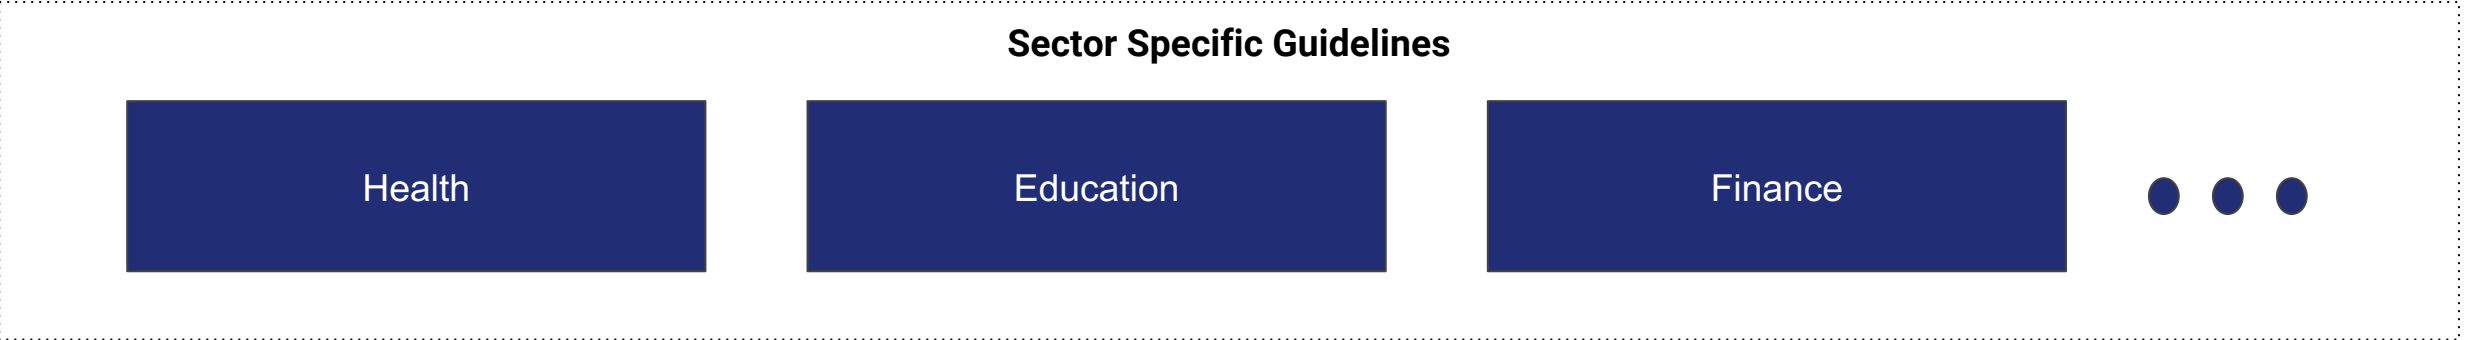 Sector Specific Guidelines
Health
Education
Finance